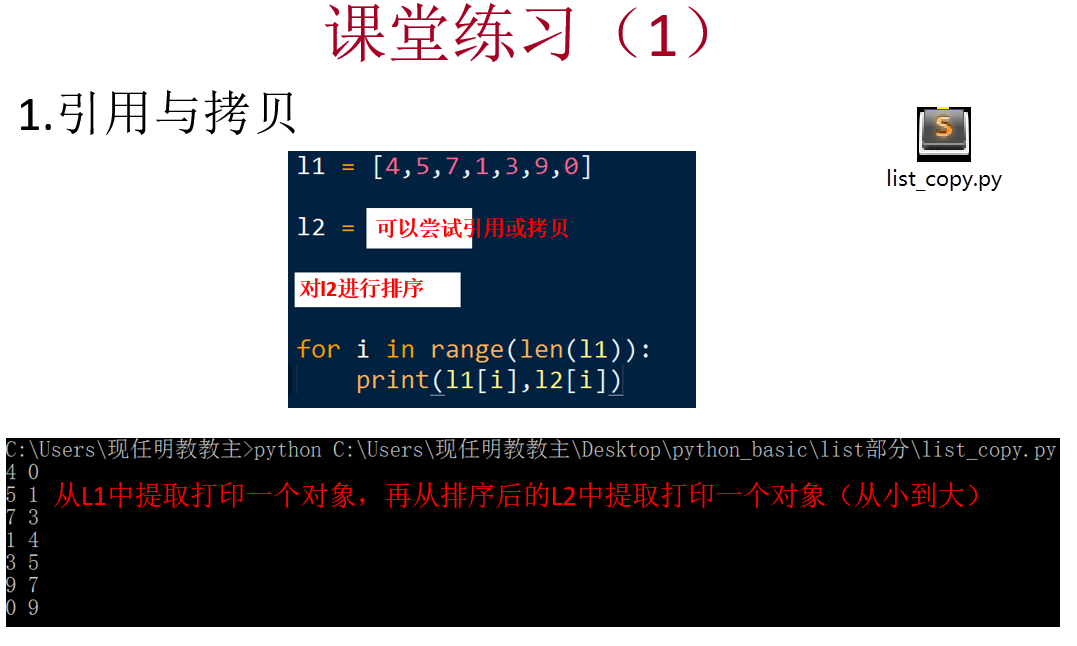 课堂练习（1）
1.引用与拷贝
S
list_copy.py
l1 = [4,5,7,1,3,9,0]
l2 = 可以尝试引用或拷贝
对l2进行排序
for i in range(len(l1)):
print(l1[i],l2[i])
C:\Users\现任明教教主>python C:\Users\现任明教教主\Desktop\python_basic\list部分\list_copy.py
4 0
5 1
从L1中提取打印一个对象，再从排序后的L2中提取打印一个对象（从小到大）
7 3
1 4
3 5
9 7
0 9